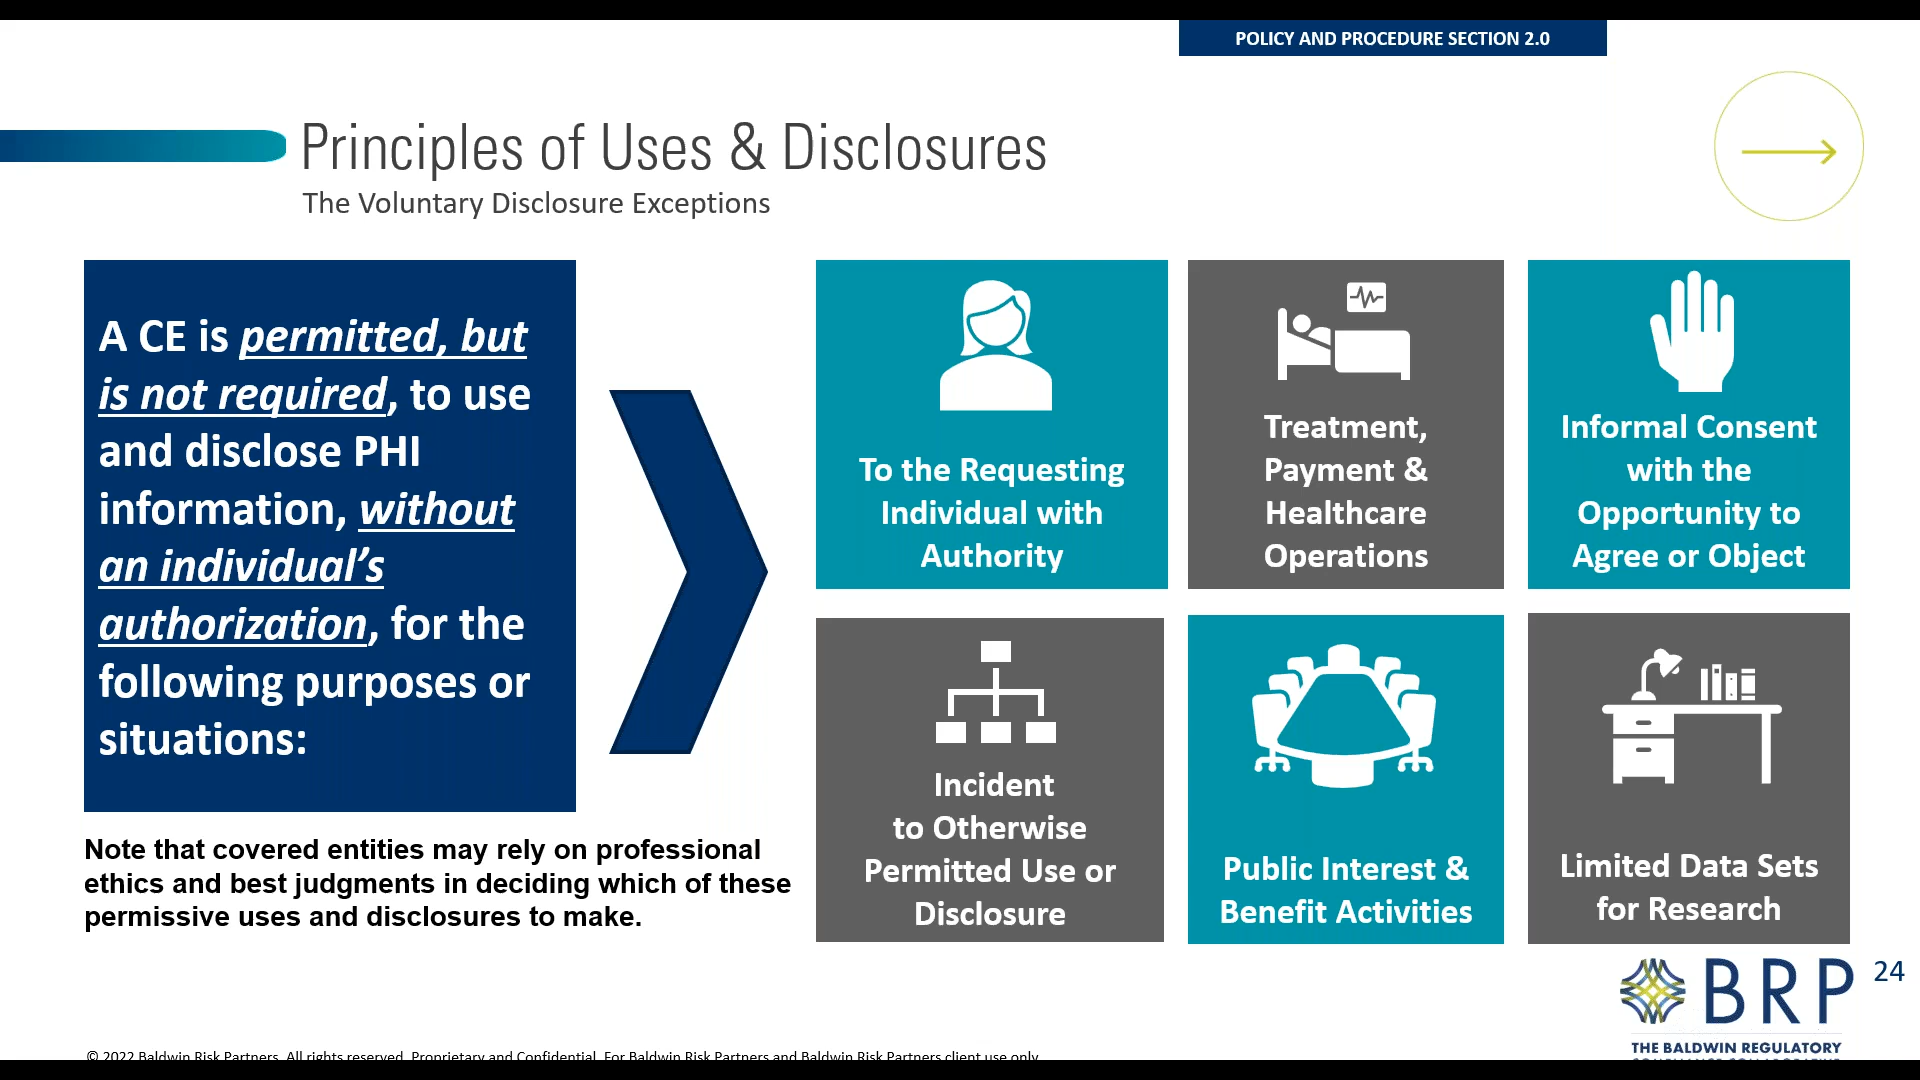 POLICY AND PROCEDURE SECTION 2.0
Principles of Uses & Disclosures
The Voluntary Disclosure Exceptions
A CE is permitted, but
is not required, to use
and disclose PHI
information, without
an individual's
authorization, for the
following purposes or
situations:
Note that covered entities may rely on professional
ethics and best judgments in deciding which of these
permissive uses and disclosures to make.
To the Requesting
Individual with
Authority
Treatment,
Payment &
Healthcare
Operations
Informal Consent
with the
Opportunity to
Agree or Object
Incident
to Otherwise
Permitted Use or
Disclosure
Public Interest &
Benefit Activities
Limited Data Sets
for Research
BRP
24
THE BALDWIN REGULATORY
© 2022 Baldwin Risk Partners. All rights reserved. Proprietary and Confidential. For Baldwin Risk Partners and Baldwin Risk Partners client use only.